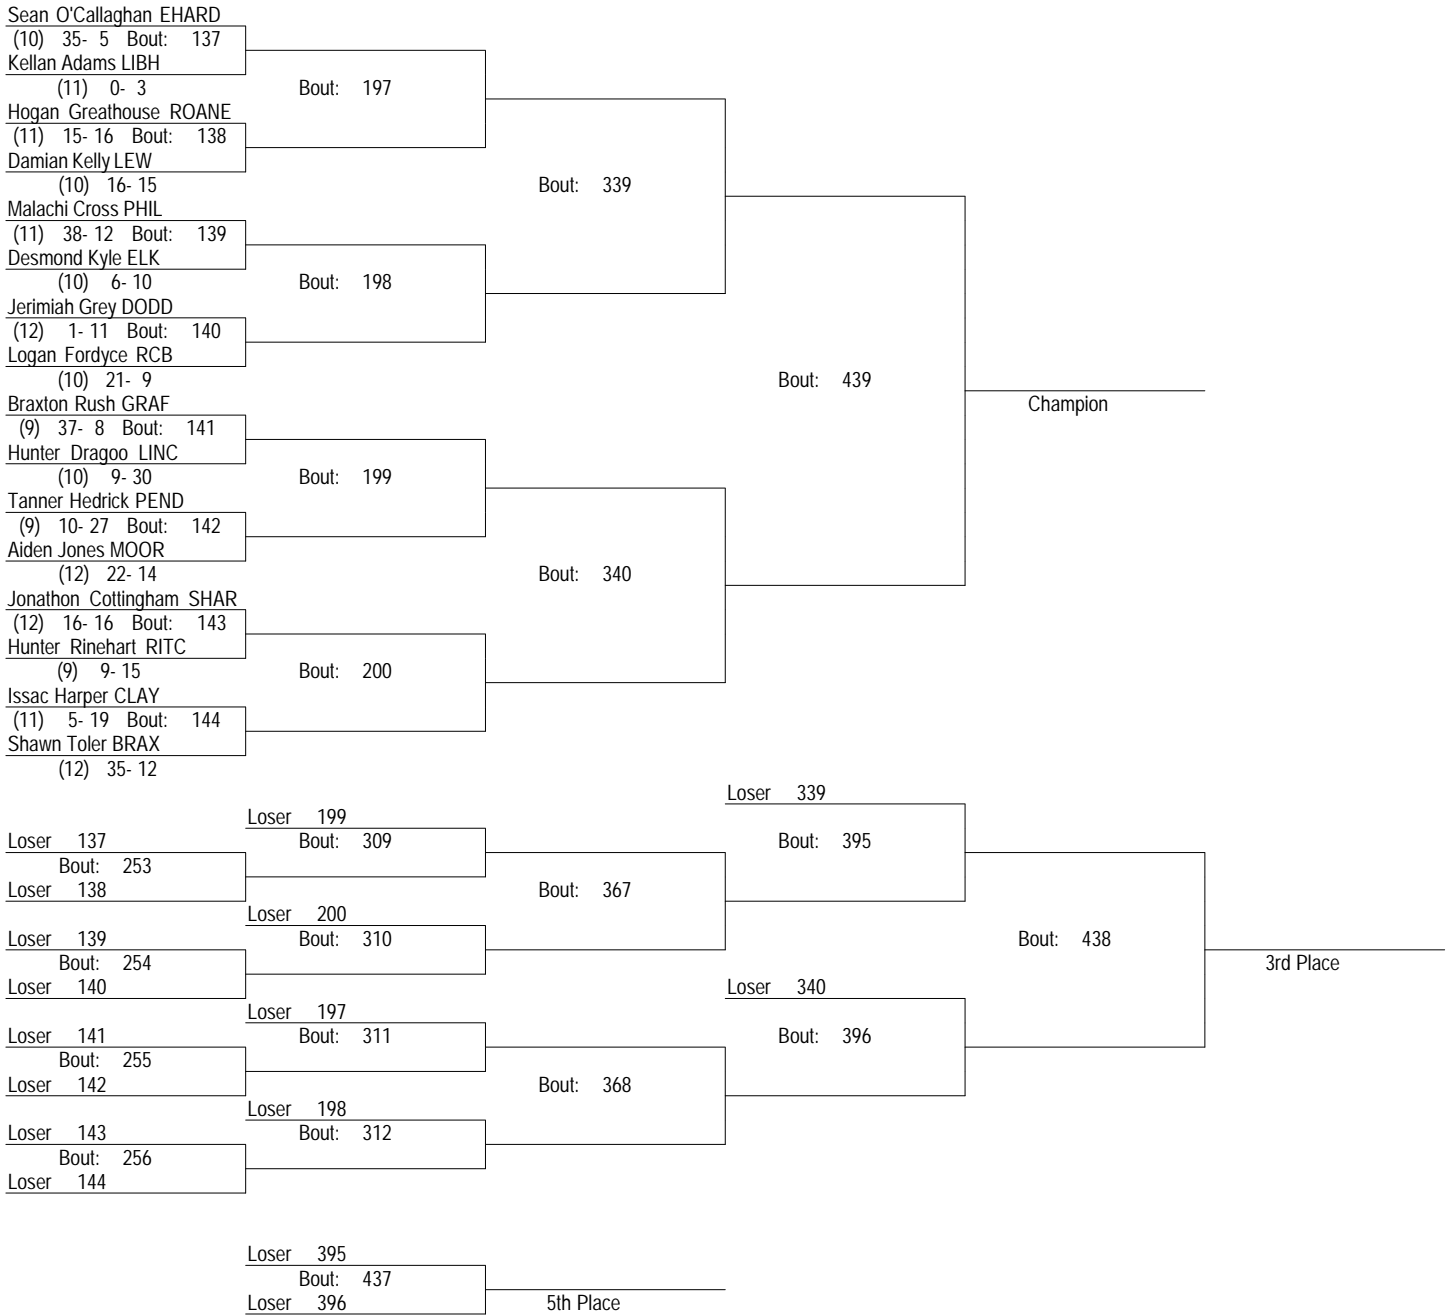 Sean O'Callaghan EHARD
(10) 35- 5 Bout: 137
Kellan Adams LIBH
(11) 0- 3
Bout: 197
Hogan Greathouse ROANE
(11) 15- 16 Bout: 138
Damian Kelly LEW
(10) 16- 15
Bout: 339
Malachi Cross PHIL
(11) 38- 12 Bout: 139
Desmond Kyle ELK
(10) 6- 10
Bout: 198
Jerimiah Grey DODD
(12) 1- 11 Bout: 140
Logan Fordyce RCB
(10) 21- 9
Bout: 439
Champion
Braxton Rush GRAF
(9) 37- 8 Bout: 141
Hunter Dragoo LINC
(10) 9- 30
Bout: 199
Tanner Hedrick PEND
(9) 10- 27 Bout: 142
Aiden Jones MOOR
(12) 22- 14
Bout: 340
Jonathon Cottingham SHAR
(12) 16- 16 Bout: 143
Hunter Rinehart RITC
(9) 9- 15
Bout: 200
Issac Harper CLAY
(11) 5- 19 Bout: 144
Shawn Toler BRAX
(12) 35- 12
Loser 339
Loser 199
Loser 137
Bout: 309
Bout: 395
Bout: 253
Loser 138
Bout: 367
Loser 200
Loser 139
Bout: 310
Bout: 438
Bout: 254
3rd Place
Loser 140
Loser 340
Loser 197
Loser 141
Bout: 311
Bout: 396
Bout: 255
Loser 142
Bout: 368
Loser 198
Loser 143
Bout: 312
Bout: 256
Loser 144
Loser 395
Bout: 437
Loser 396
5th Place